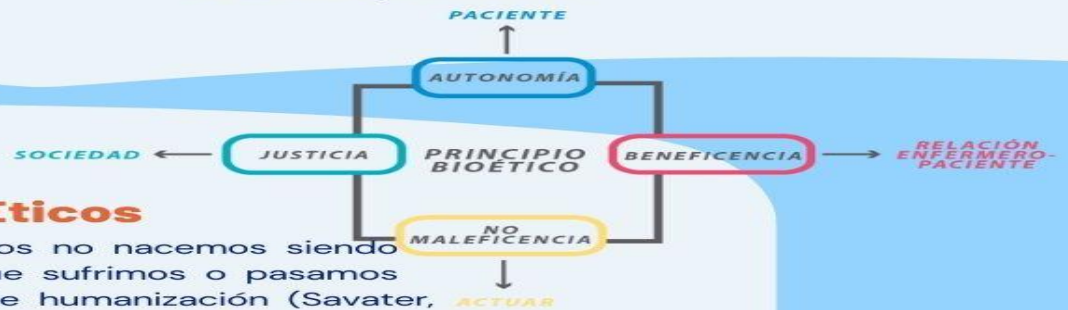 PACIENTE
AUTONOMÍA
SOCIEDAD
JUSTICIA
PRINCIPIO
BIOÉTICO
BENEFICENCIA
RELACIÓN
ENFERMERO-
PACIENTE
NO
MALEFICENCIA
ACTUAR
Éticos
os no nacemos siendo
ue sufrimos o pasamos
e humanización (Savater,